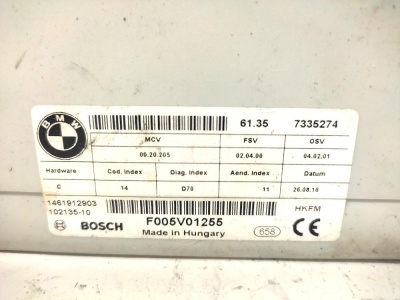 BMW
61.35 7335274
MCV FSV OSV
00.20.205 02.04.00 04.02.01
Hardware Cod. Index Diag. Index Aend. Index
C 14 D70 11 26.08.16
1461912903 HKFM
102135-10
BOSCH F005V01255 658 CE
Made in Hungary